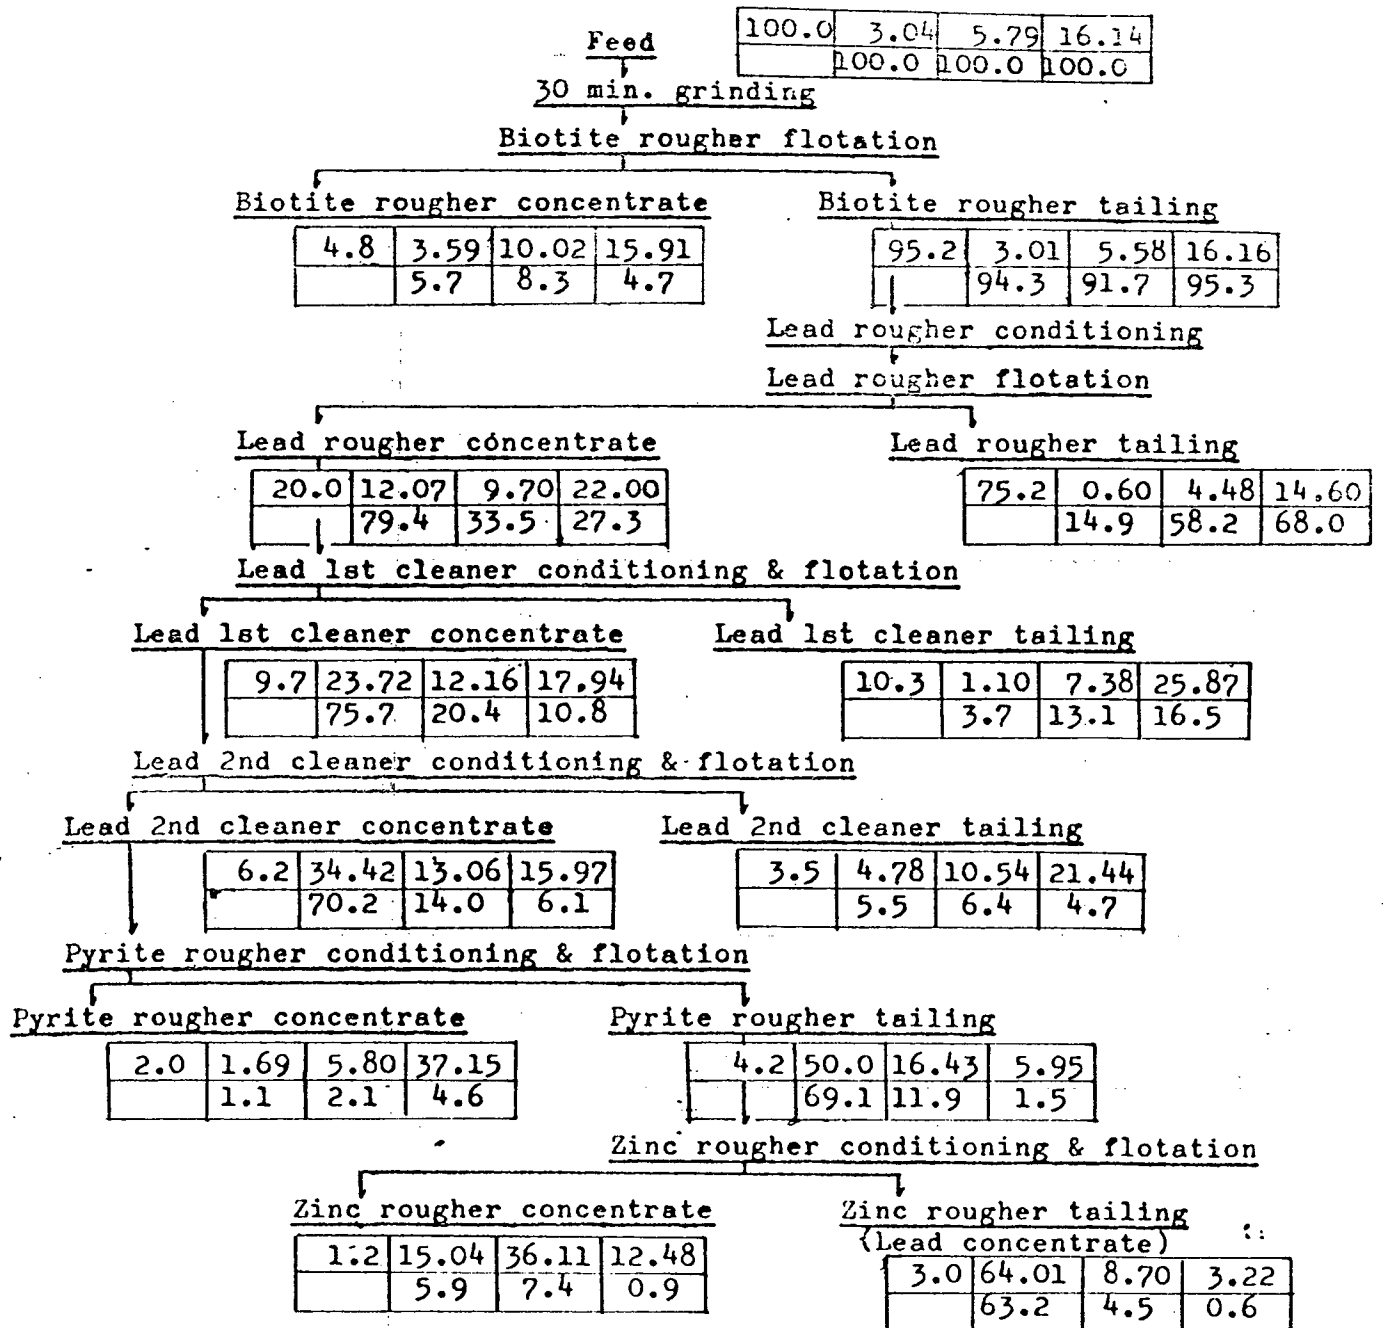 Feed
100.0 3.04 5.79 16.14
100.0 100.0 100.0
30 min. grinding
Biotite rougher flotation
Biotite rougher concentrate Biotite rougher tailing
4.8 3.59 10.02 15.91 95.2 3.01 5.58 16.16
5.7 8.3 4.7 94.3 91.7 95.3
Lead rougher conditioning
Lead rougher flotation
Lead rougher concentrate Lead rougher tailing
20.0 12.07 9.70 22.00 75.2 0.60 4.48 14.60
79.4 33.5 27.3 14.9 58.2 68.0
Lead 1st cleaner conditioning & flotation
Lead 1st cleaner concentrate Lead 1st cleaner tailing
9.7 23.72 12.16 17.94 10.3 1.10 7.38 25.87
75.7 20.4 10.8 3.7 13.1 16.5
Lead 2nd cleaner conditioning & flotation
Lead 2nd cleaner concentrate Lead 2nd cleaner tailing
6.2 34.42 13.06 15.97 3.5 4.78 10.54 21.44
70.2 14.0 6.1 5.5 6.4 4.7
Pyrite rougher conditioning & flotation
Pyrite rougher concentrate Pyrite rougher tailing
2.0 1.69 5.80 37.15 4.2 50.0 16.43 5.95
1.1 2.1 4.6 69.1 11.9 1.5
Zinc rougher conditioning & flotation
Zinc rougher concentrate Zinc rougher tailing
(Lead concentrate)
1.2 15.04 36.11 12.48 3.0 64.01 8.70 3.22
5.9 7.4 0.9 63.2 4.5 0.6